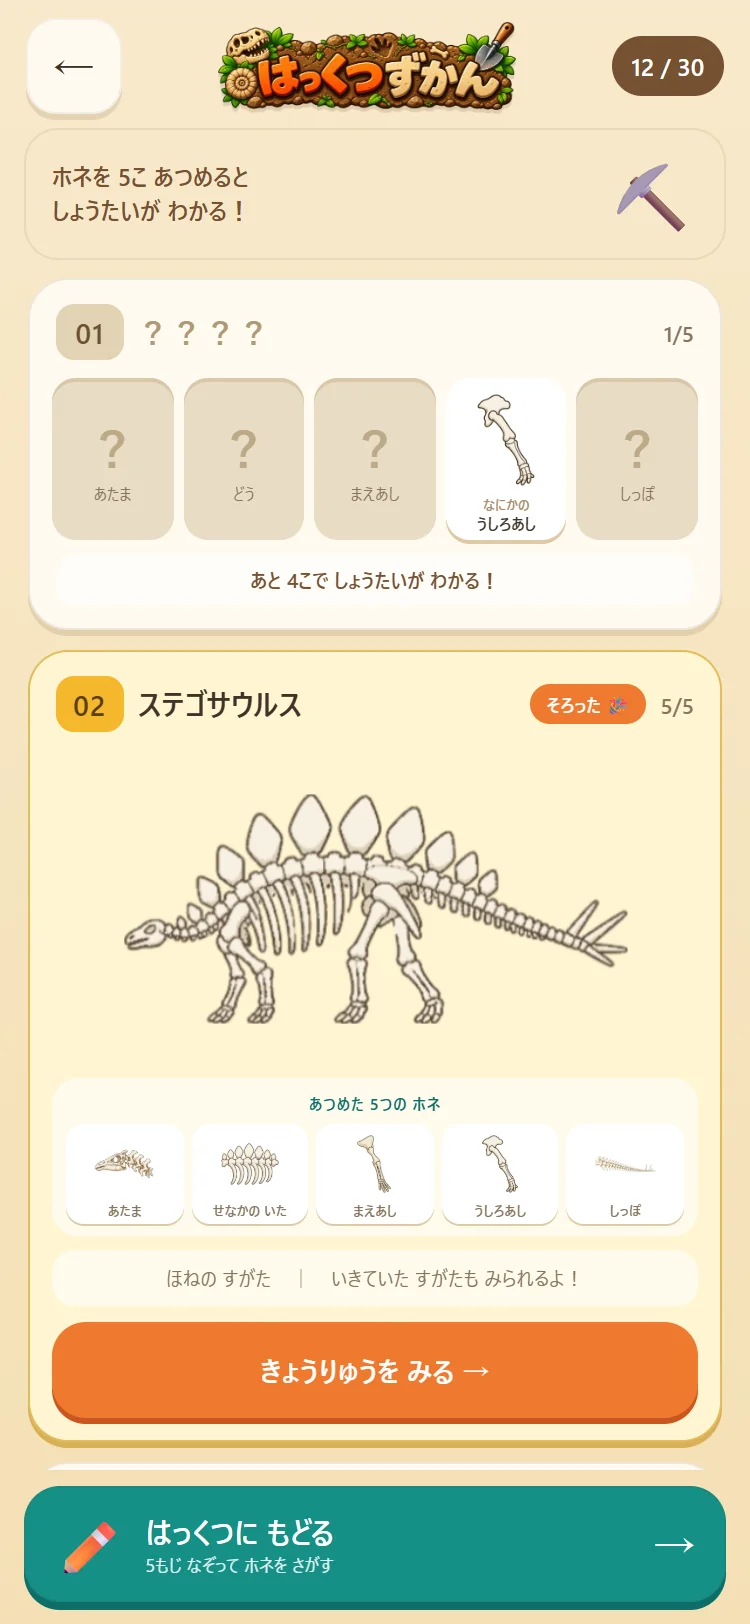 ←
はっくつずかん
12 / 30
ホネを 5こ あつめると
しょうたいが わかる！
01 ？？？？ 1/5
？ ？ ？ ？
あたま どう まえあし なにかの うしろあし しっぽ
あと 4こで しょうたいが わかる！
02 ステゴサウルス そろった 🎉 5/5
あつめた 5つの ホネ
あたま せなかの いた まえあし うしろあし しっぽ
ほねの すがた ｜ いきていた すがたも みられるよ！
きょうりゅうを みる →
はっくつに もどる →
5もじ なぞって ホネを さがす